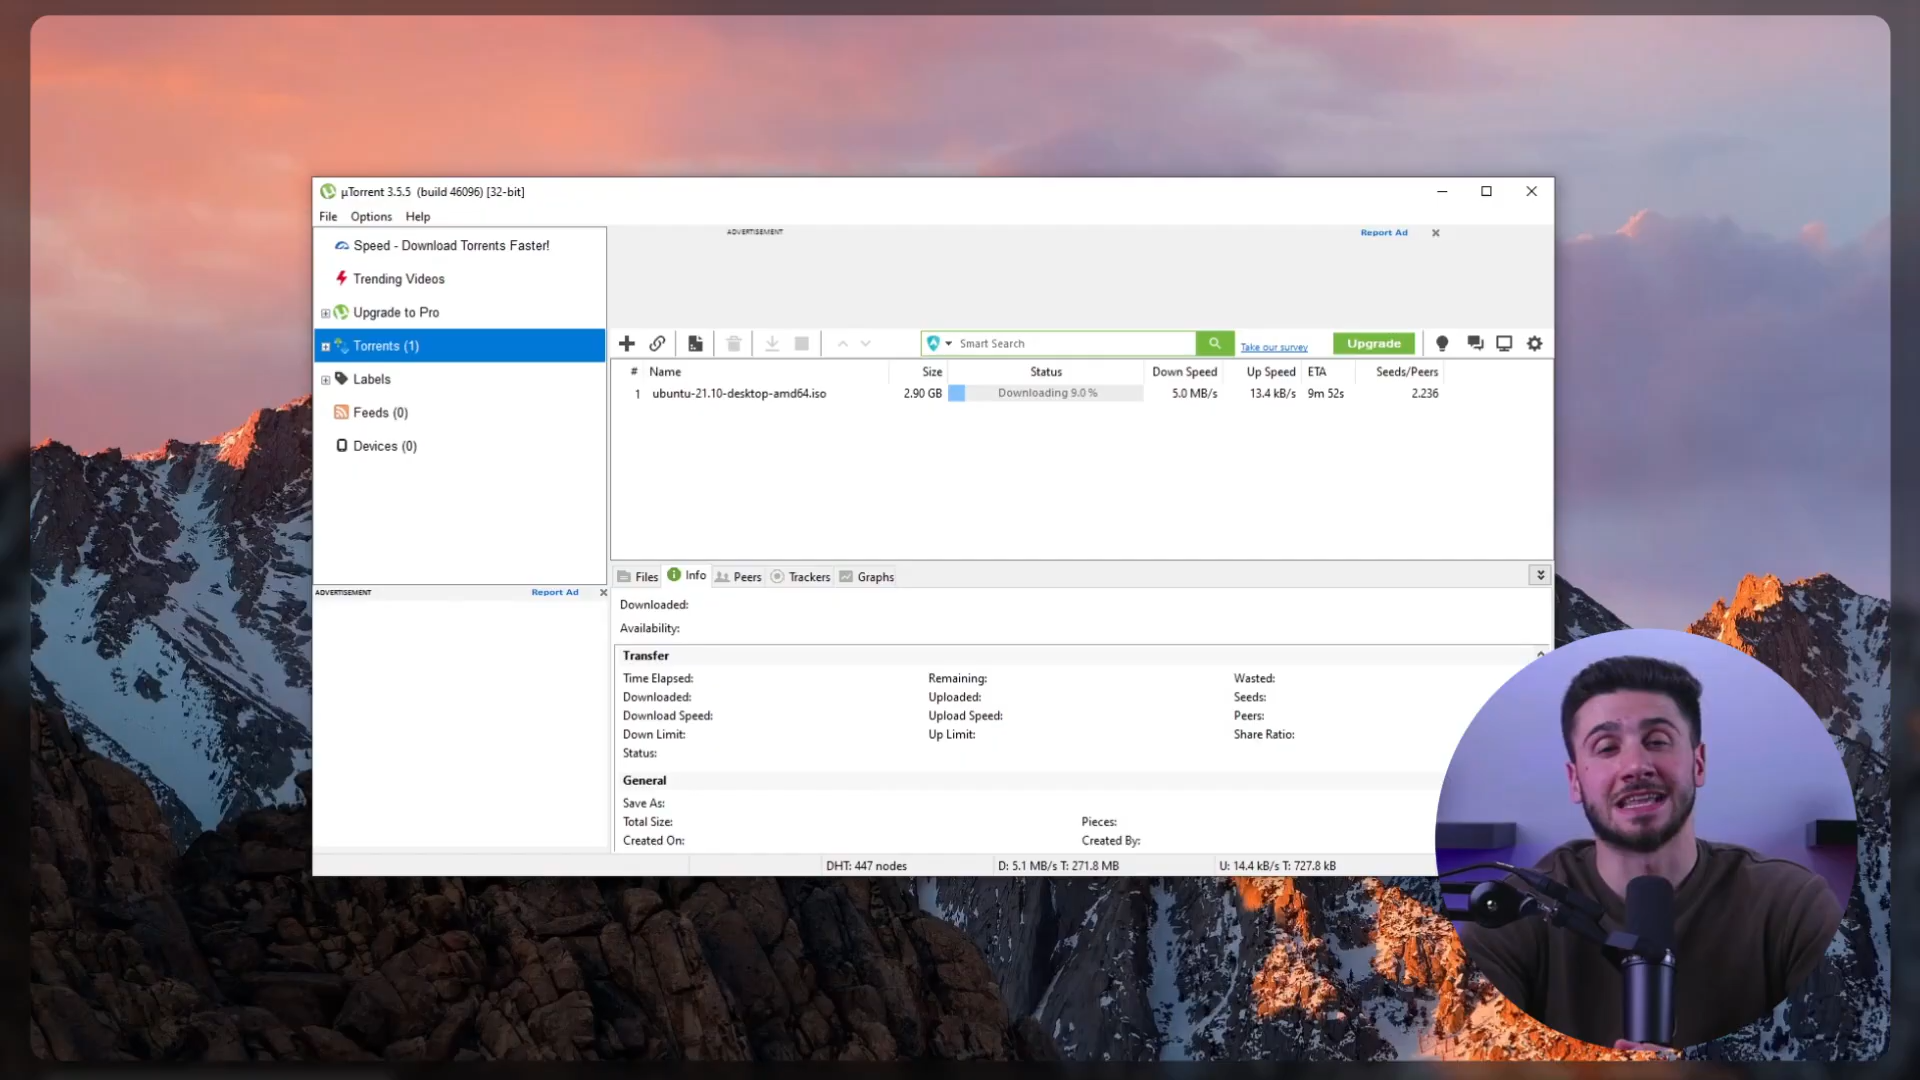 µTorrent 3.5.5 (build 46096) [32-bit]
File Options Help
Speed - Download Torrents Faster!
Trending Videos
Upgrade to Pro
Torrents (1)
Labels
Feeds (0)
Devices (0)
ADVERTISEMENT Report Ad
ADVERTISEMENT Report Ad
Smart Search Take our survey Upgrade
# Name Size Status Down Speed Up Speed ETA Seeds/Peers
1 ubuntu-21.10-desktop-amd64.iso 2.90 GB Downloading 9.0 % 5.0 MB/s 13.4 kB/s 9m 52s 2.236
Files Info Peers Trackers Graphs
Downloaded:
Availability:
Transfer
Time Elapsed: Remaining: Wasted:
Downloaded: Uploaded: Seeds:
Download Speed: Upload Speed: Peers:
Down Limit: Up Limit: Share Ratio:
Status:
General
Save As:
Total Size: Pieces:
Created On: Created By:
DHT: 447 nodes D: 5.1 MB/s T: 271.8 MB U: 14.4 kB/s T: 727.8 kB